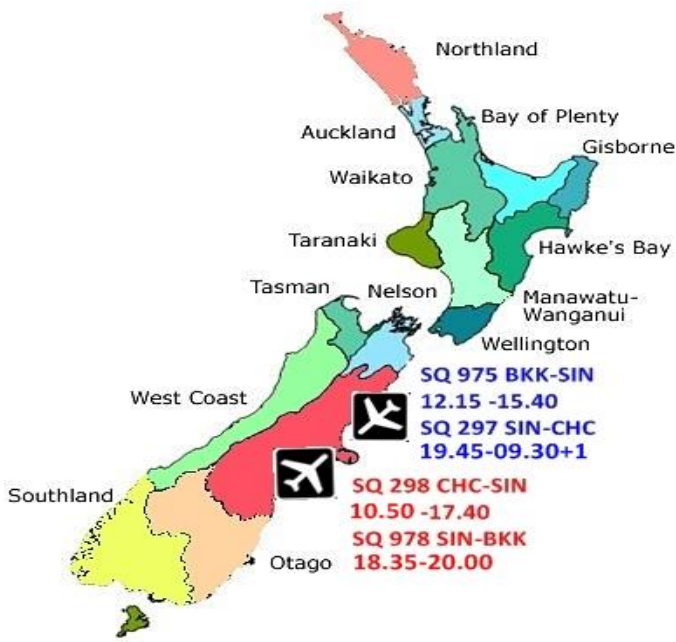 Northland
Bay of Plenty
Auckland
Gisborne
Waikato
Taranaki
Hawke's Bay
Tasman
Nelson
Manawatu-
Wanganui
Wellington
SQ 975 BKK-SIN
12.15 -15.40
SQ 297 SIN-CHC
19.45-09.30+1
West Coast
SQ 298 CHC-SIN
10.50 -17.40
SQ 978 SIN-BKK
18.35-20.00
Southland
Otago